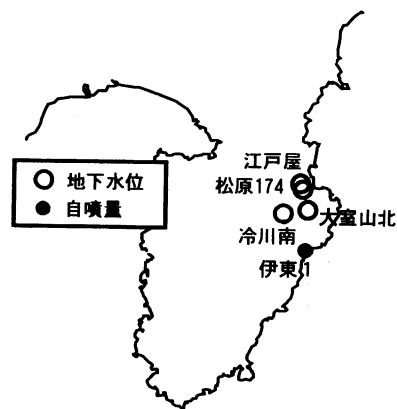 江戸屋
松原174
地下水位
自噴量
大室山北
冷川南
伊東1